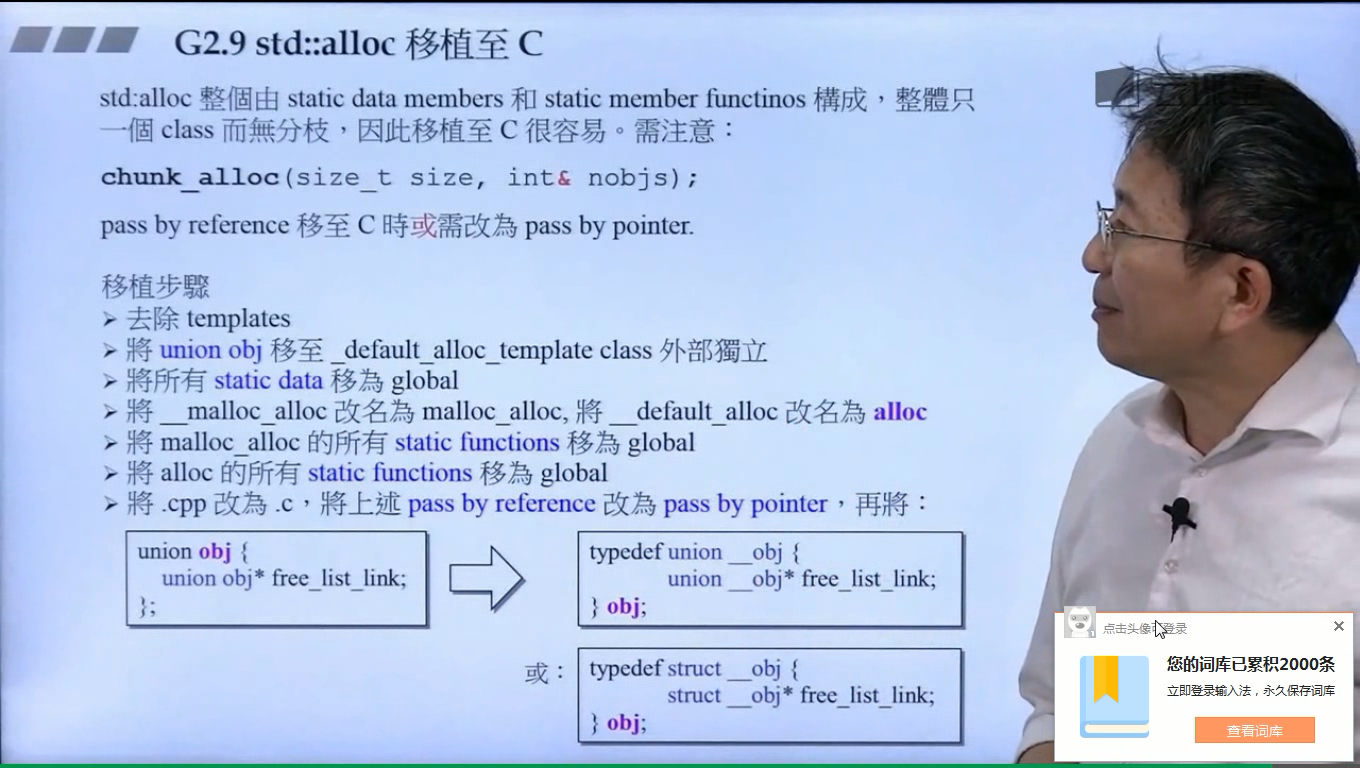 G2.9 std::alloc 移植至 C
std:alloc 整個由 static data members 和 static member functinos 構成，整體只
一個 class 而無分枝，因此移植至 C 很容易。需注意：
chunk_alloc(size_t size, int& nobjs);
pass by reference 移至 C 時或需改為 pass by pointer.
移植步驟
➢ 去除 templates
➢ 將 union obj 移至 _default_alloc_template class 外部獨立
➢ 將所有 static data 移為 global
➢ 將 __malloc_alloc 改名為 malloc_alloc, 將 __default_alloc 改名為 alloc
➢ 將 malloc_alloc 的所有 static functions 移為 global
➢ 將 alloc 的所有 static functions 移為 global
➢ 將 .cpp 改為 .c，將上述 pass by reference 改為 pass by pointer，再將：
union obj {
union obj* free_list_link;
};
typedef union __obj {
union __obj* free_list_link;
} obj;
或：
typedef struct __obj {
struct __obj* free_list_link;
} obj;
点击头像可登录
您的词库已累积2000条
立即登录输入法，永久保存词库
查看词库